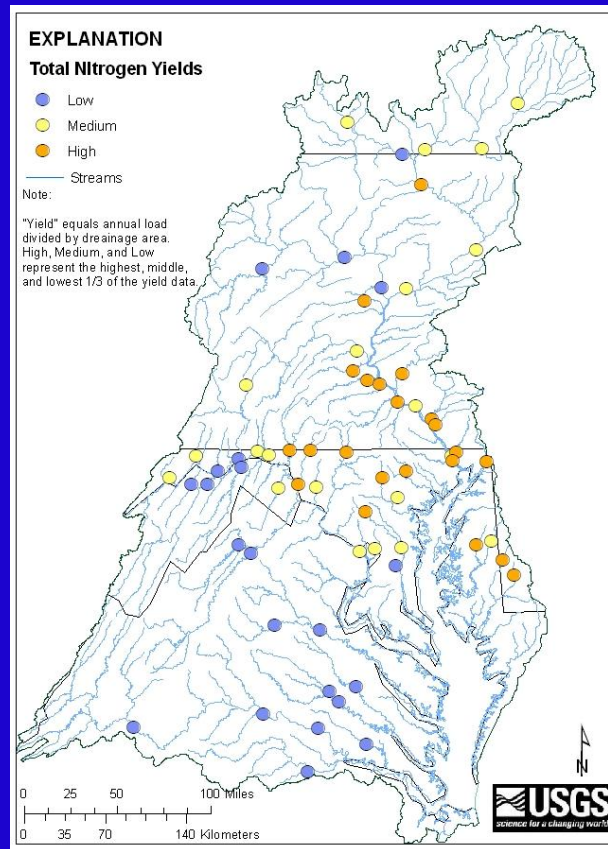 EXPLANATION
Total NItrogen Yields
Low
Medium
High
Streams
Note:
"Yield" equals annual load
divided by dreainage area.
High, Medium, and Low
represent the highest, middle,
and lowest 1/3 of the yield data.
0 25 50 100 Miles
0 35 70 140 Kilometers
N
USGS
science for a changing world